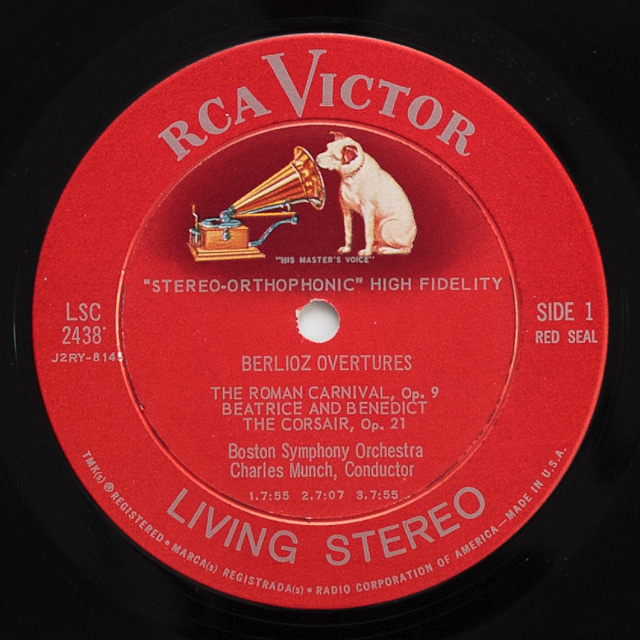 RCA VICTOR
"HIS MASTER'S VOICE"
"STEREO-ORTHOPHONIC" HIGH FIDELITY
LSC
2438
J2RY-8145
SIDE 1
RED SEAL
BERLIOZ OVERTURES
THE ROMAN CARNIVAL, Op. 9
BEATRICE AND BENEDICT
THE CORSAIR, Op. 21
Boston Symphony Orchestra
Charles Munch, Conductor
1.7:55 2.7:07 3.7:55
LIVING STEREO
TMK(s) ® REGISTERED • MARCA(s) REGISTRADA(s) • RADIO CORPORATION OF AMERICA—MADE IN U.S.A.